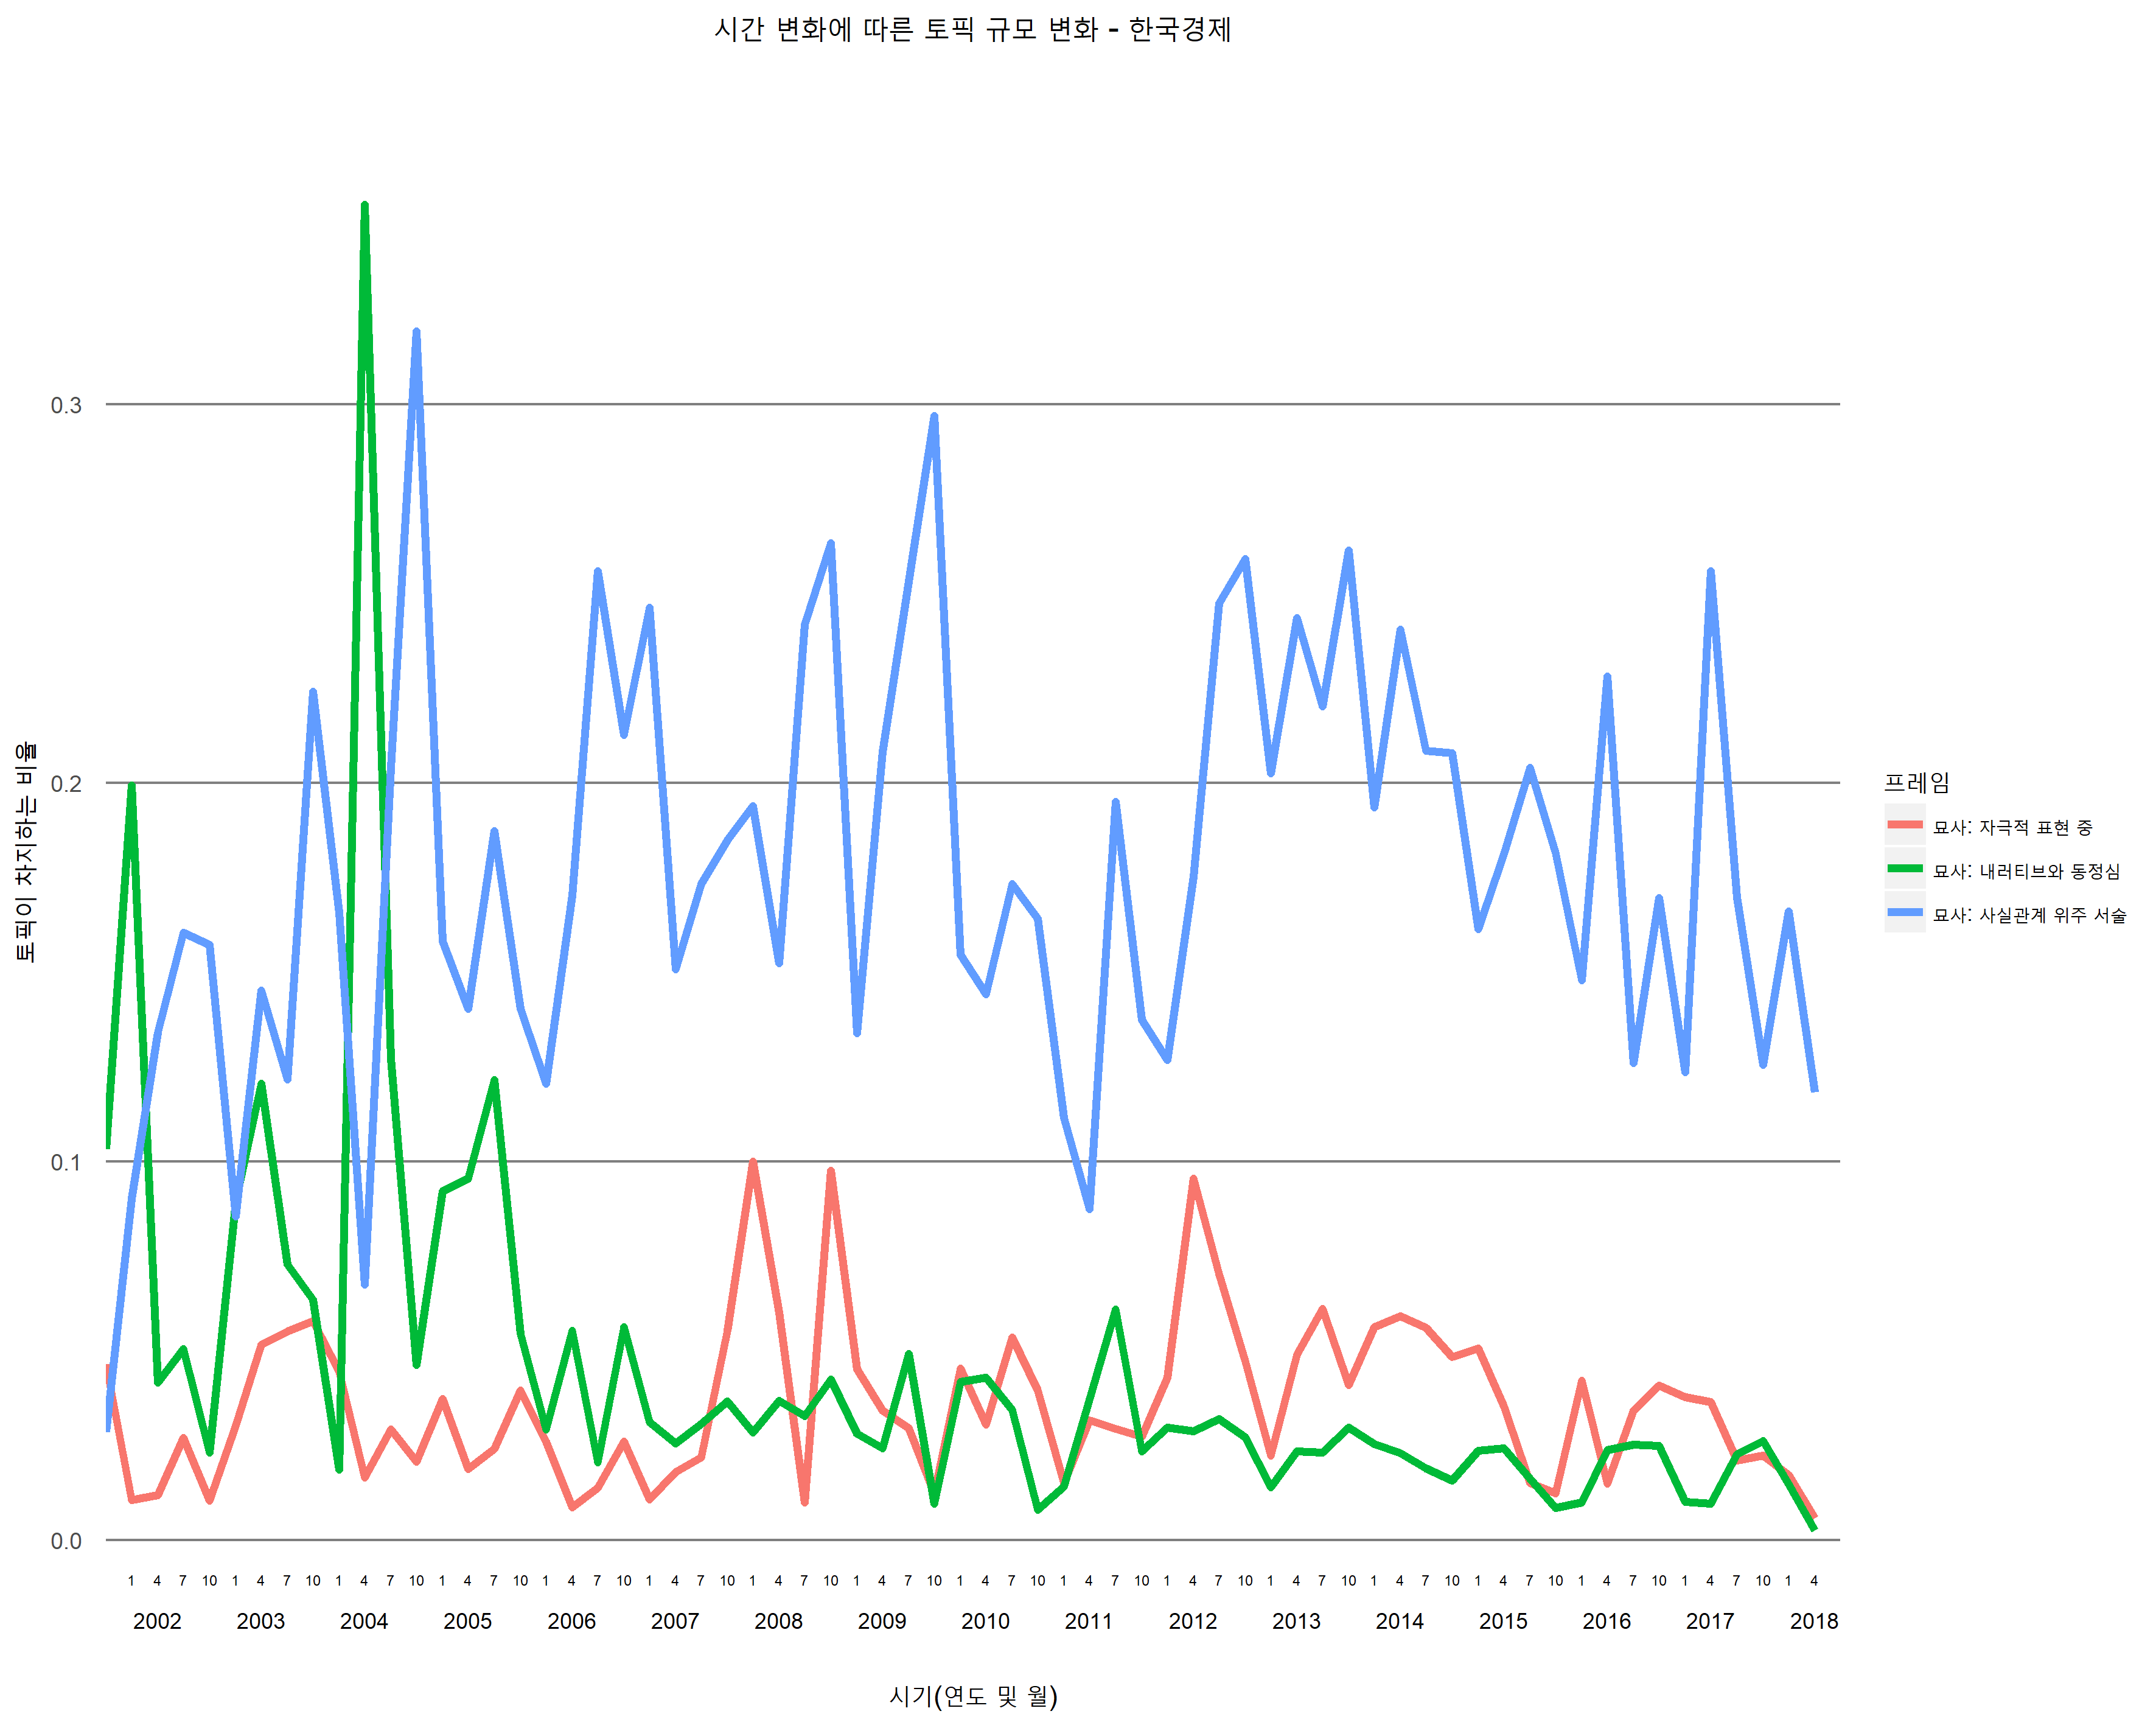 시간 변화에 따른 토픽 규모 변화 - 한국경제
토픽이 차지하는 비율
0.3
0.2
0.1
0.0
1 4 7 10 1 4 7 10 1 4 7 10 1 4 7 10 1 4 7 10 1 4 7 10 1 4 7 10 1 4 7 10 1 4 7 10 1 4 7 10 1 4 7 10 1 4 7 10 1 4 7 10 1 4 7 10 1 4 7 10 1 4 7 10 1 4
2002 2003 2004 2005 2006 2007 2008 2009 2010 2011 2012 2013 2014 2015 2016 2017 2018
시기(연도 및 월)
프레임
묘사: 자극적 표현 중
묘사: 내러티브와 동정심
묘사: 사실관계 위주 서술